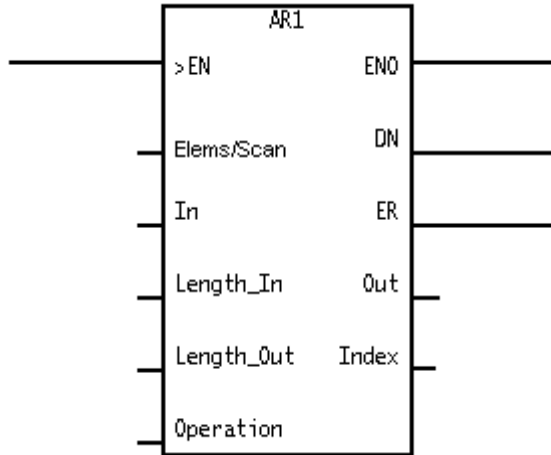 AR1
>EN ENO
Elems/Scan DN
In ER
Length_In Out
Length_Out Index
Operation